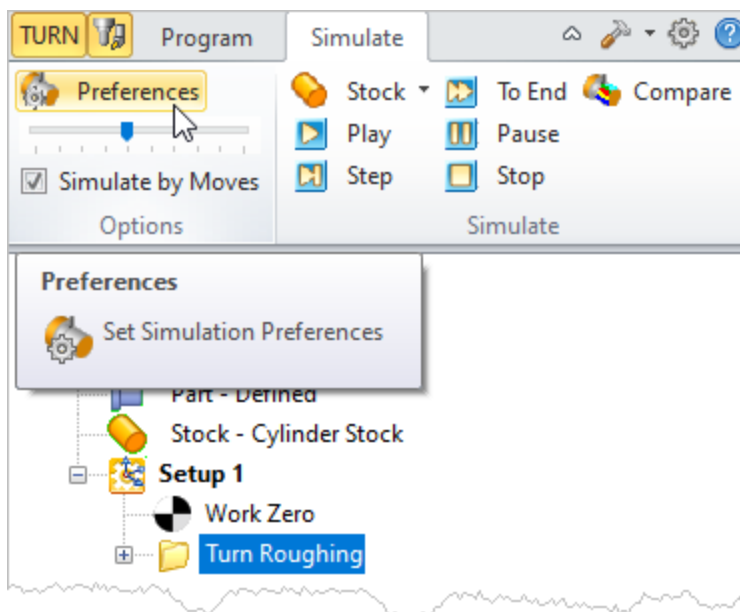 TURN Program Simulate
Preferences Stock To End Compare
Play Pause
Simulate by Moves Step Stop
Options Simulate
Preferences
Set Simulation Preferences
Part - Defined
Stock - Cylinder Stock
Setup 1
Work Zero
Turn Roughing